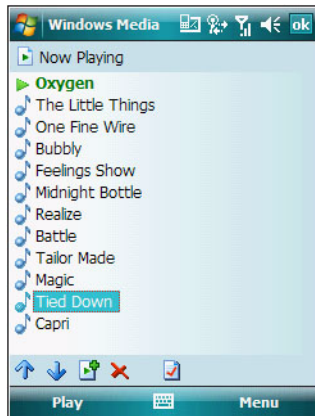 Windows Media ok
Now Playing
Oxygen
The Little Things
One Fine Wire
Bubbly
Feelings Show
Midnight Bottle
Realize
Battle
Tailor Made
Magic
Tied Down
Capri
Play Menu